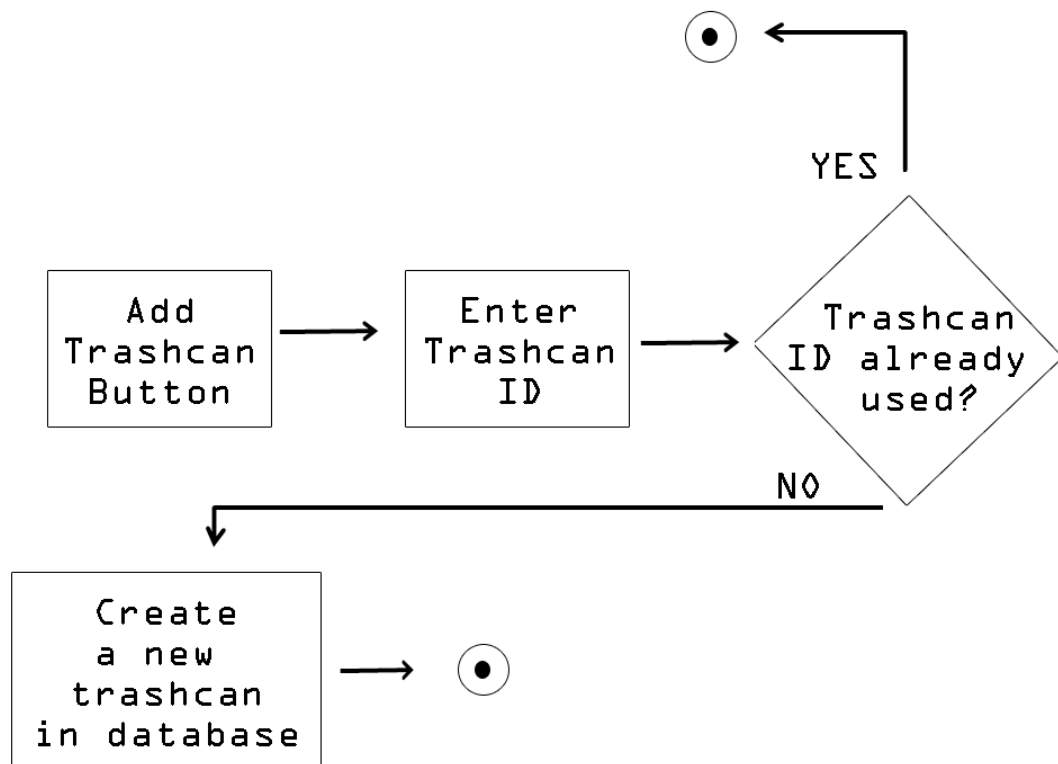 YES
Add
Trashcan
Button
Enter
Trashcan
ID
Trashcan
ID already
used?
NO
Create
a new
trashcan
in database